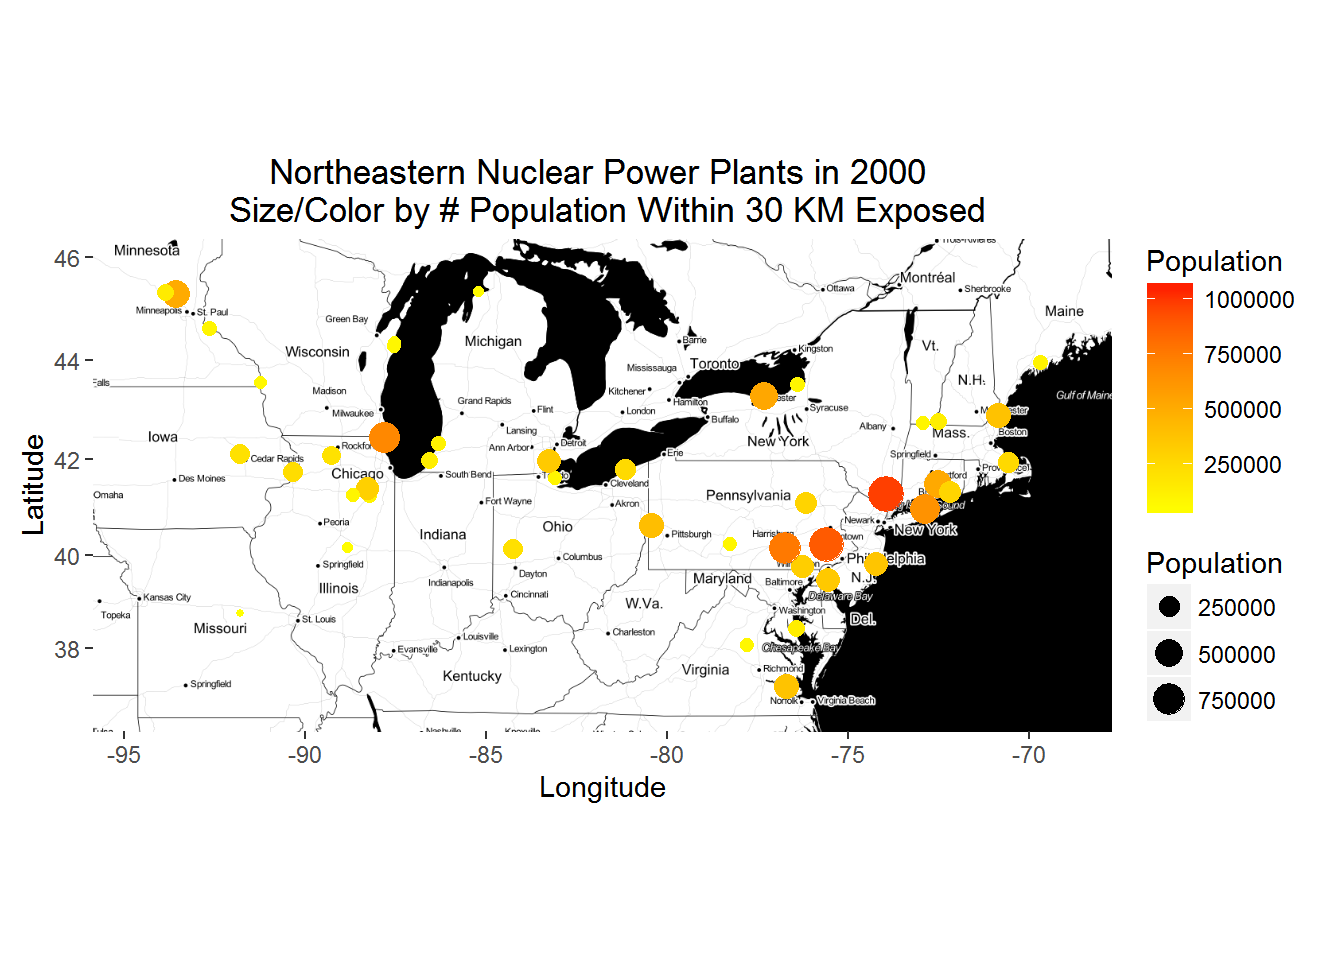 Northeastern Nuclear Power Plants in 2000
Size/Color by # Population Within 30 KM Exposed
Latitude
46
44
42
40
38
-95
-90
-85
-80
-75
-70
Longitude
Population
1000000
750000
500000
250000
Population
250000
500000
750000
Minnesota
Minneapolis
St. Paul
Green Bay
Wisconsin
Michigan
Madison
Milwaukee
Grand Rapids
Flint
Lansing
Ann Arbor
Detroit
Falls
Iowa
Cedar Rapids
Des Moines
Omaha
Chicago
South Bend
Fort Wayne
Peoria
Springfield
Illinois
Indiana
Indianapolis
Ohio
Cleveland
Akron
Columbus
Dayton
Cincinnati
Kansas City
Topeka
Missouri
St. Louis
Springfield
Evansville
Louisville
Lexington
Kentucky
Nashville
Knoxville
W.Va.
Charleston
Virginia
Richmond
Norfolk
Virginia Beach
Chesapeake Bay
Washington
Maryland
Baltimore
Delaware Bay
Del.
N.J.
Pennsylvania
Pittsburgh
Erie
Newark
New York
New York
Buffalo
Syracuse
Albany
Toronto
Mississauga
Kitchener
Hamilton
London
Barrie
Kingston
Ottawa
Montréal
Sherbrooke
Trois-Rivières
Maine
Gulf of Maine
Vt.
N.H.
Mass.
Boston
Springfield